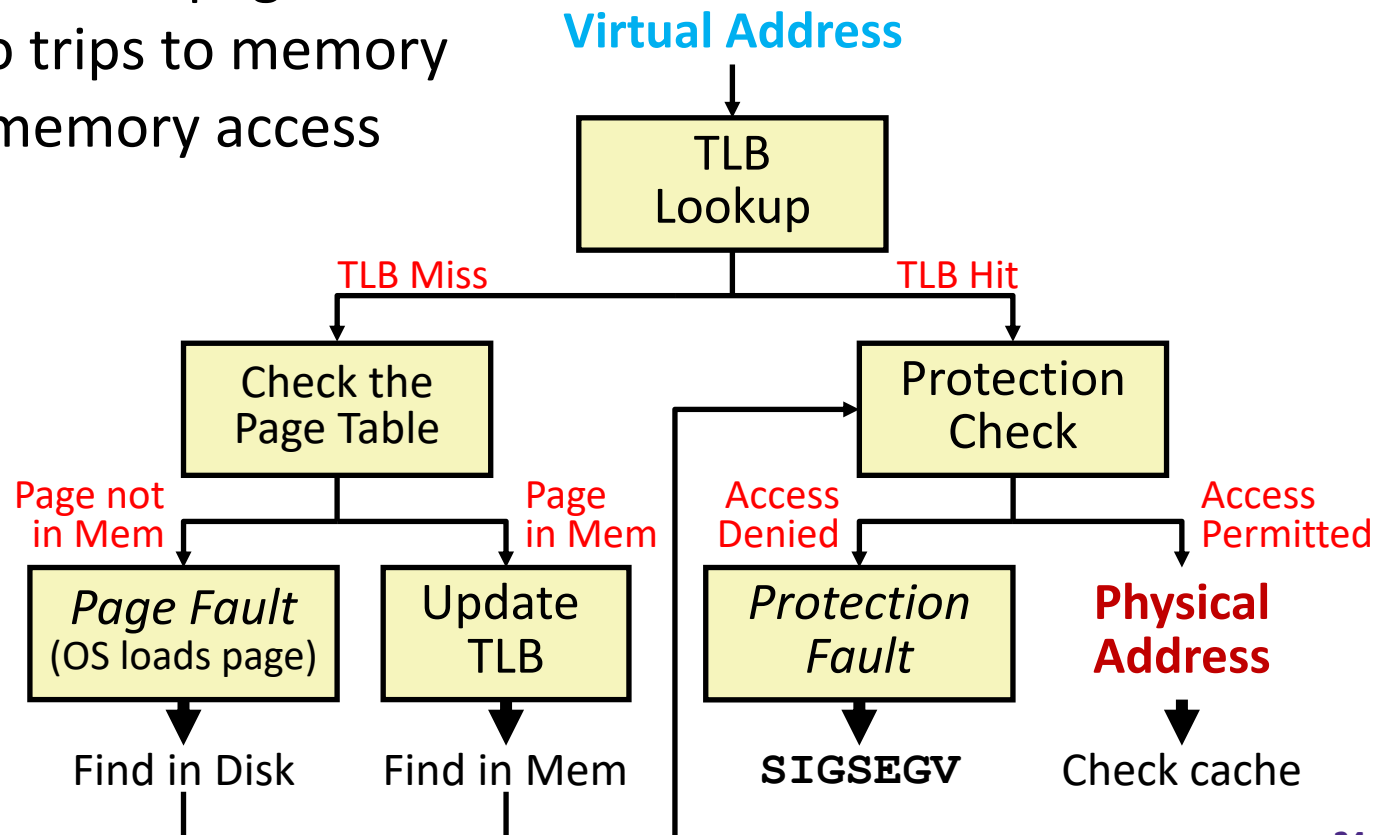 trips to memory
memory access
Virtual Address
TLB
Lookup
TLB Miss
TLB Hit
Check the
Page Table
Protection
Check
Page not
in Mem
Page
in Mem
Access
Denied
Access
Permitted
Page Fault
(OS loads page)
Update
TLB
Protection
Fault
Physical
Address
Find in Disk
Find in Mem
SIGSEGV
Check cache